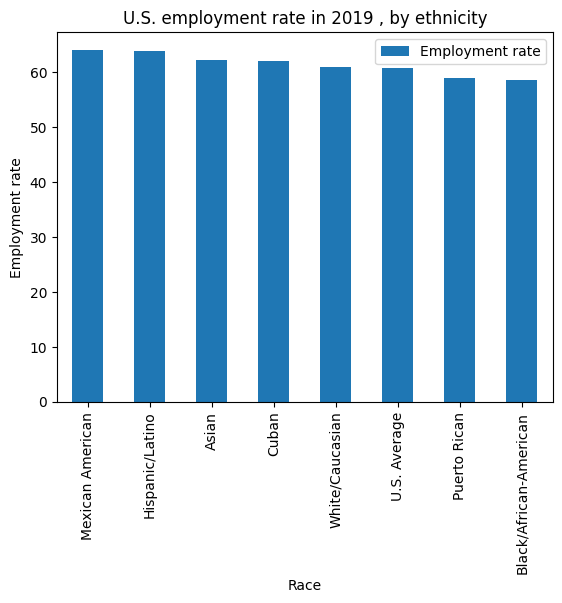 U.S. employment rate in 2019 , by ethnicity
Employment rate
Employment rate
60
50
40
30
20
10
0
Mexican American
Hispanic/Latino
Asian
Cuban
White/Caucasian
U.S. Average
Puerto Rican
Black/African-American
Race